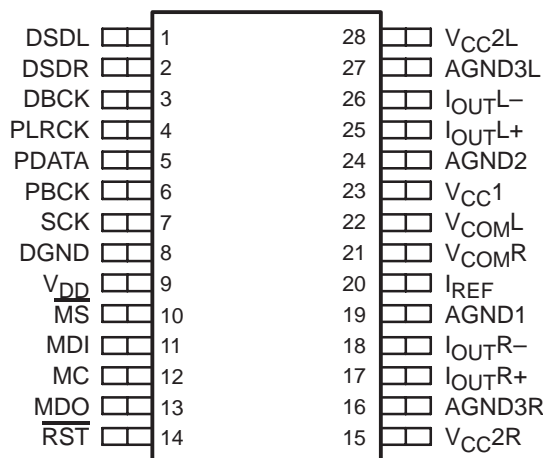 DSDL 1 28 VCC2L
DSDR 2 27 AGND3L
DBCK 3 26 IOUTL–
PLRCK 4 25 IOUTL+
PDATA 5 24 AGND2
PBCK 6 23 VCC1
SCK 7 22 VCOML
DGND 8 21 VCOMR
VDD 9 20 IREF
M̅S̅ 10 19 AGND1
MDI 11 18 IOUTR–
MC 12 17 IOUTR+
MDO 13 16 AGND3R
R̅S̅T̅ 14 15 VCC2R